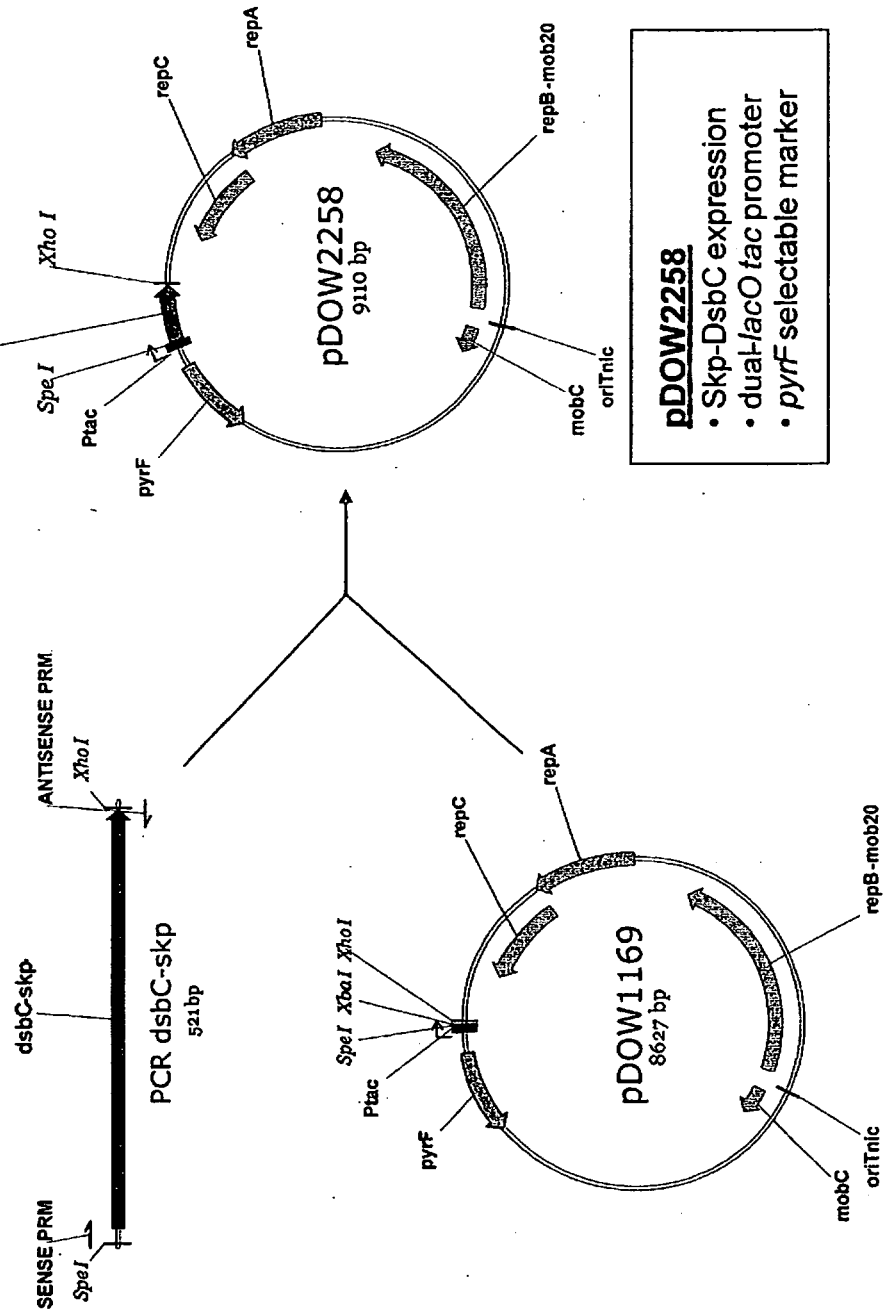 dsbC-skp
SENSE PRM
SpeI
ANTISENSE PRM
XhoI
PCR dsbC-skp
521bp
SpeI XbaI XhoI
Ptac
pyrF
repC
repA
pDOW1169
8627 bp
mobC
oriTnic
repB-mob20
SpeI
XhoI
Ptac
pyrF
repC
repA
pDOW2258
9110 bp
mobC
oriTnic
repB-mob20
pDOW2258
• Skp-DsbC expression
• dual-lacO tac promoter
• pyrF selectable marker